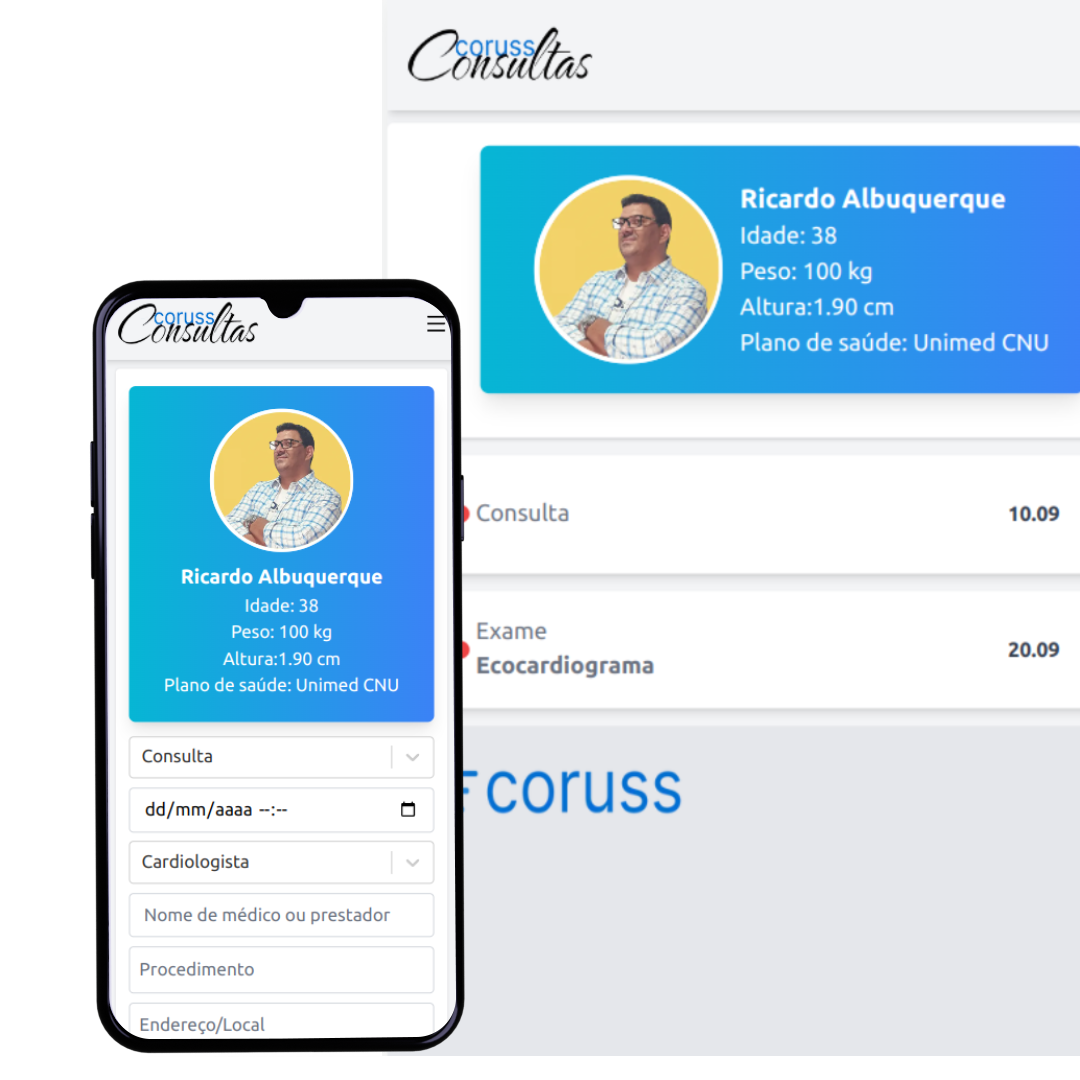 coruss
Consultas
Ricardo Albuquerque
Idade: 38
Peso: 100 kg
Altura:1.90 cm
Plano de saúde: Unimed CNU
Consulta
10.09
Exame
Ecocardiograma
20.09
coruss
coruss
Consultas
Ricardo Albuquerque
Idade: 38
Peso: 100 kg
Altura:1.90 cm
Plano de saúde: Unimed CNU
Consulta
dd/mm/aaaa --:--
Cardiologista
Nome de médico ou prestador
Procedimento
Endereço/Local